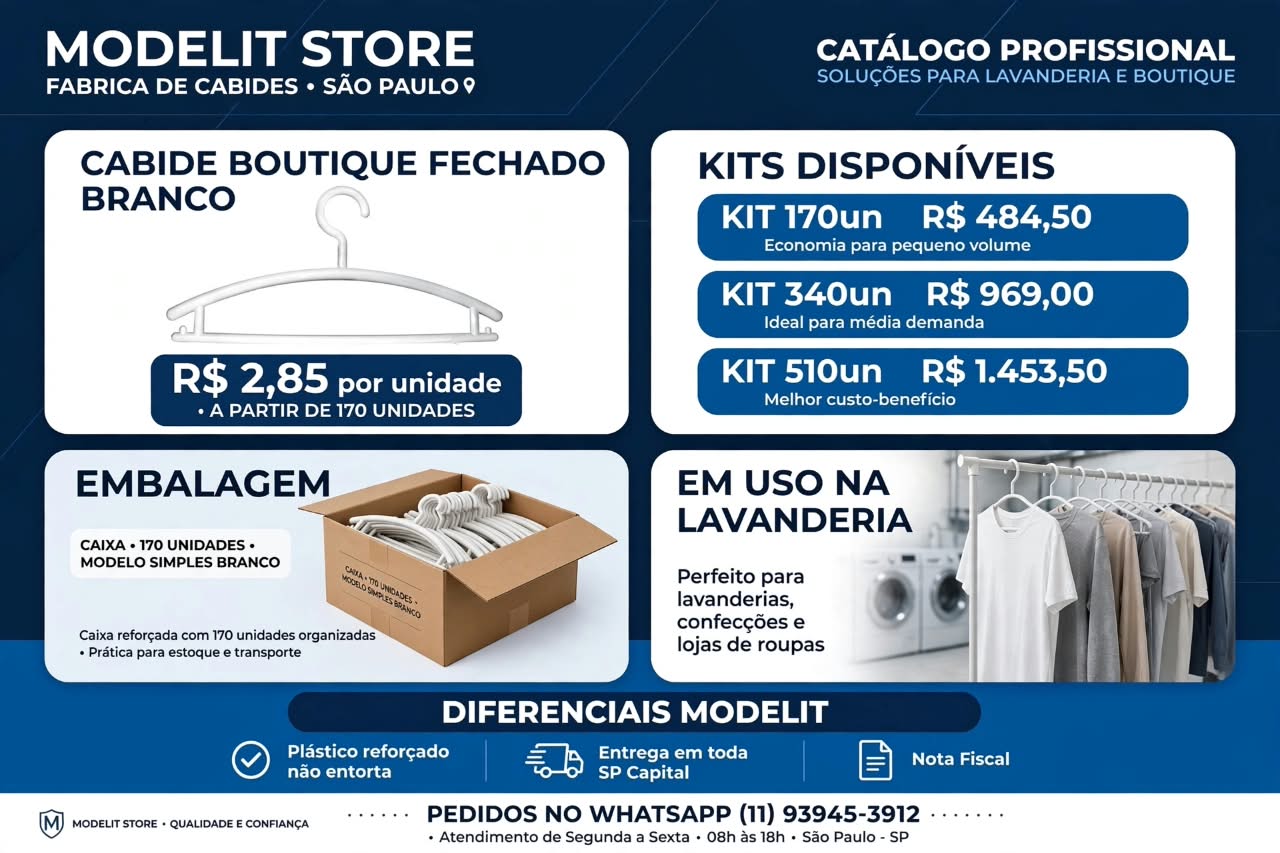 MODELIT STORE
FABRICA DE CABIDES • SÃO PAULO
CATÁLOGO PROFISSIONAL
SOLUÇÕES PARA LAVANDERIA E BOUTIQUE
CABIDE BOUTIQUE FECHADO
BRANCO
R$ 2,85 por unidade
• A PARTIR DE 170 UNIDADES
KITS DISPONÍVEIS
KIT 170un R$ 484,50
Economia para pequeno volume
KIT 340un R$ 969,00
Ideal para média demanda
KIT 510un R$ 1.453,50
Melhor custo-benefício
EMBALAGEM
CAIXA • 170 UNIDADES •
MODELO SIMPLES BRANCO
CAIXA • 170 UNIDADES •
MODELO SIMPLES BRANCO
Caixa reforçada com 170 unidades organizadas
• Prática para estoque e transporte
EM USO NA
LAVANDERIA
Perfeito para
lavanderias,
confecções e
lojas de roupas
DIFERENCIAIS MODELIT
Plástico reforçado
não entorta
Entrega em toda
SP Capital
Nota Fiscal
M
MODELIT STORE • QUALIDADE E CONFIANÇA
PEDIDOS NO WHATSAPP (11) 93945-3912
• Atendimento de Segunda a Sexta • 08h às 18h • São Paulo - SP